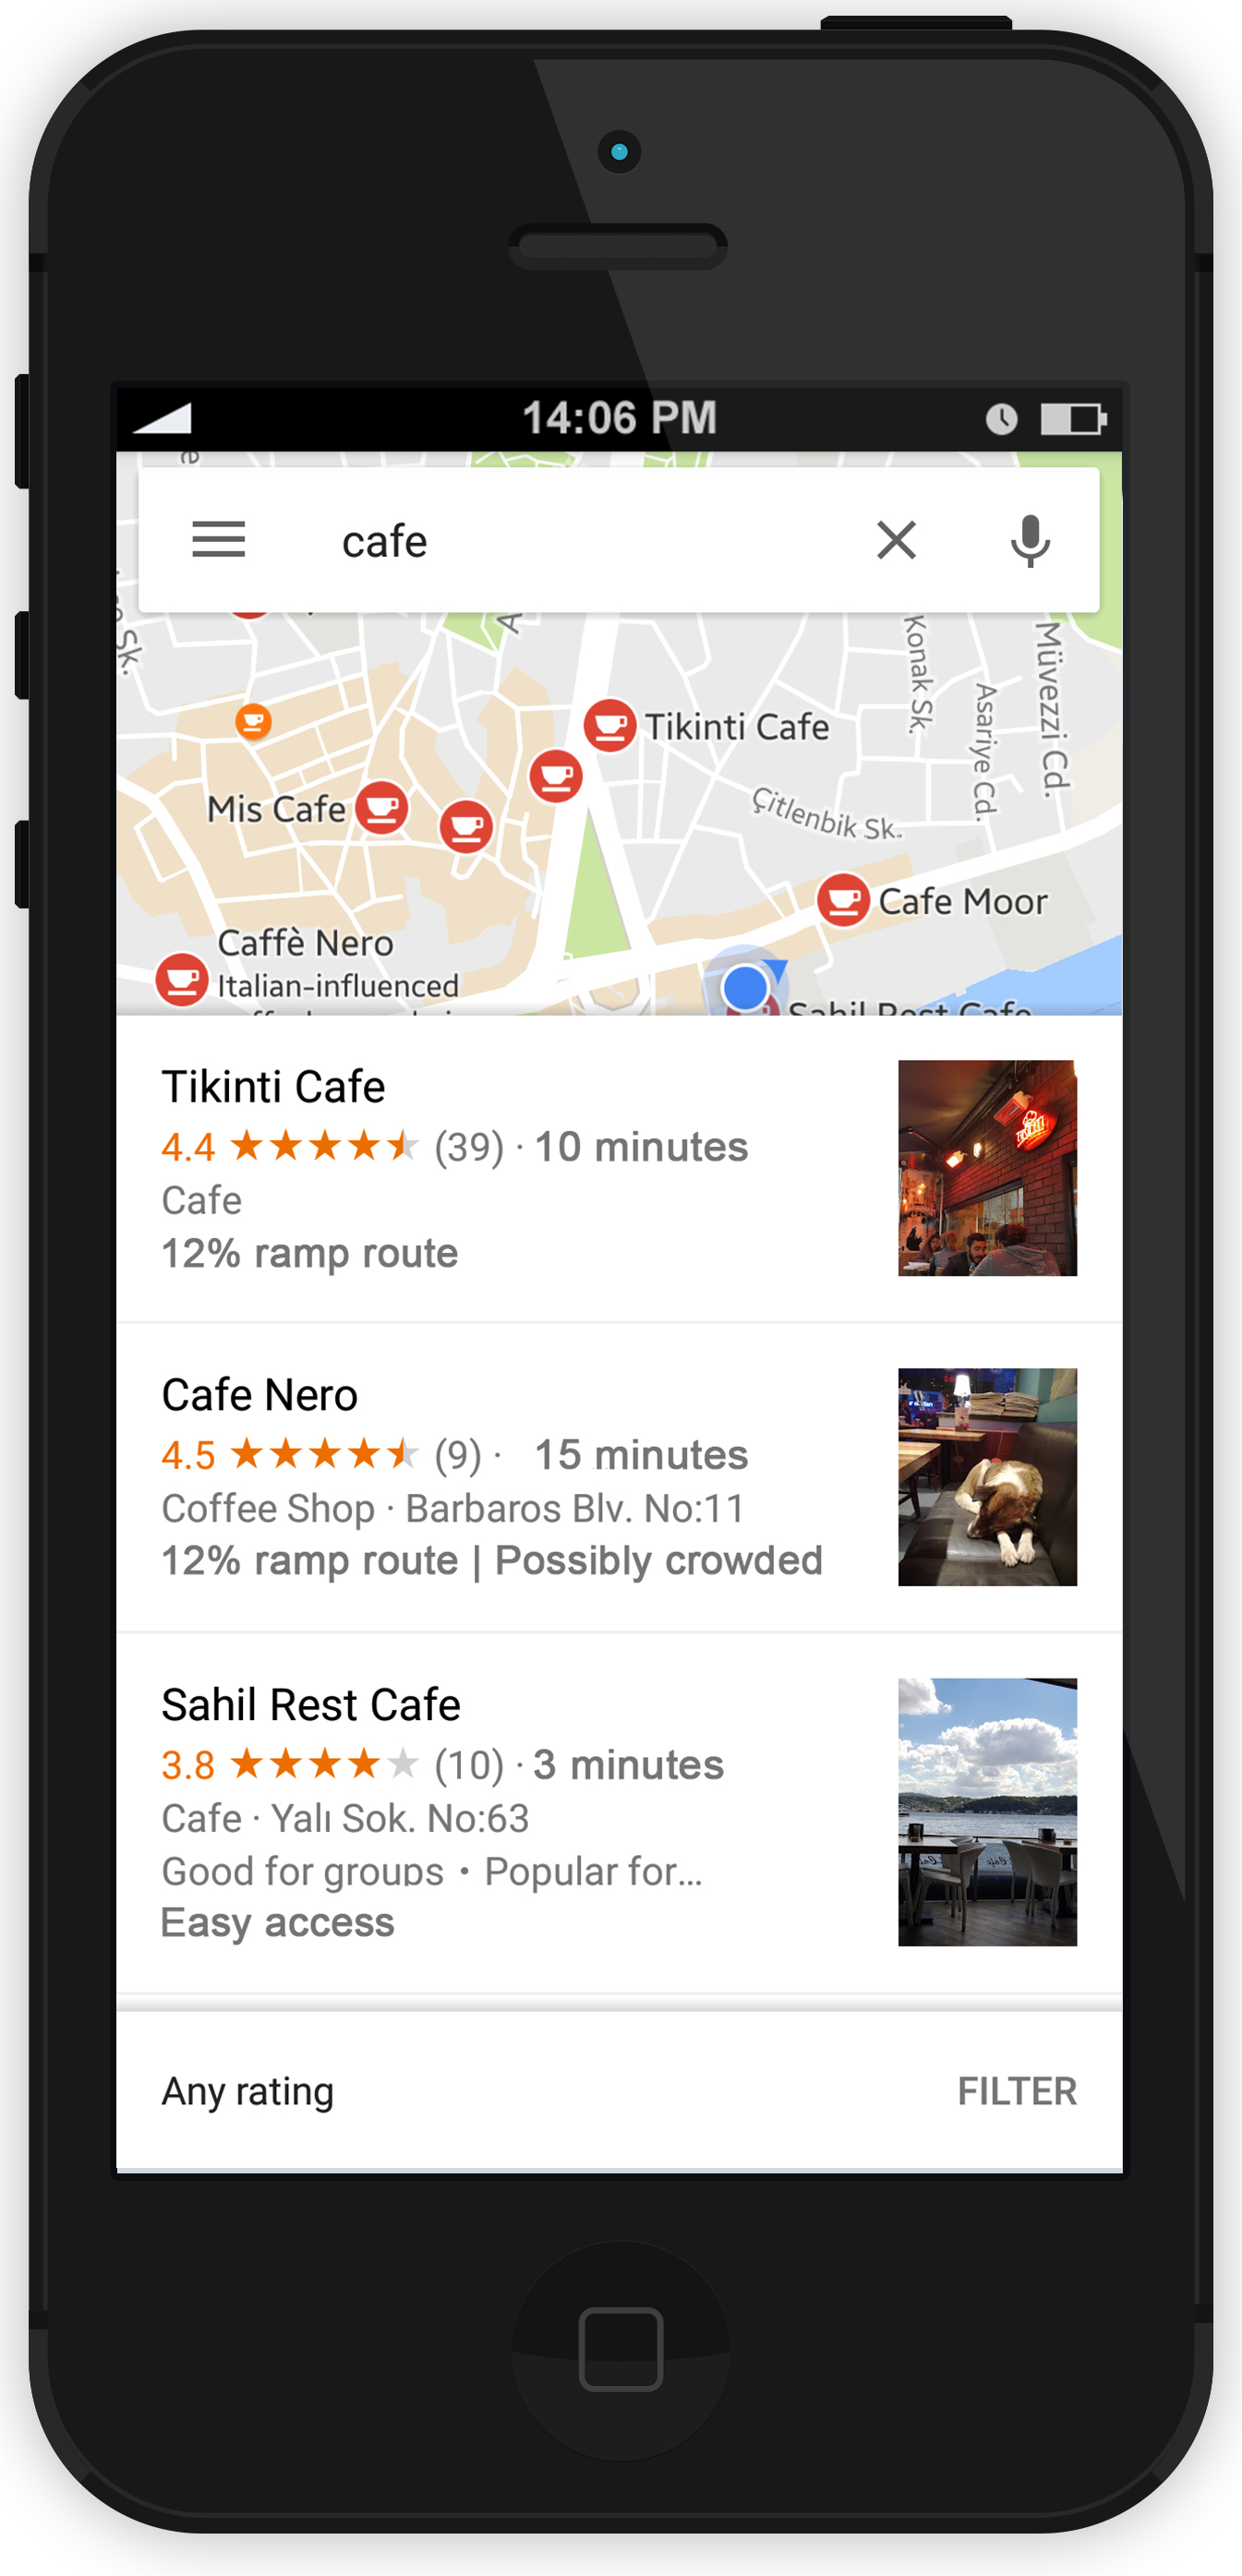 14:06 PM
cafe
Sk.
A
Konak Sk.
Müvezzi Cd.
Asariye Cd.
Tikinti Cafe
Çitlenbik Sk.
Mis Cafe
Cafe Moor
Caffè Nero
Italian-influenced
Sahil Rest Cafe
Tikinti Cafe
4.4 ★★★★★ (39) · 10 minutes
Cafe
12% ramp route
Cafe Nero
4.5 ★★★★★ (9) · 15 minutes
Coffee Shop · Barbaros Blv. No:11
12% ramp route | Possibly crowded
Sahil Rest Cafe
3.8 ★★★★★ (10) · 3 minutes
Cafe · Yalı Sok. No:63
Good for groups • Popular for...
Easy access
Any rating
FILTER